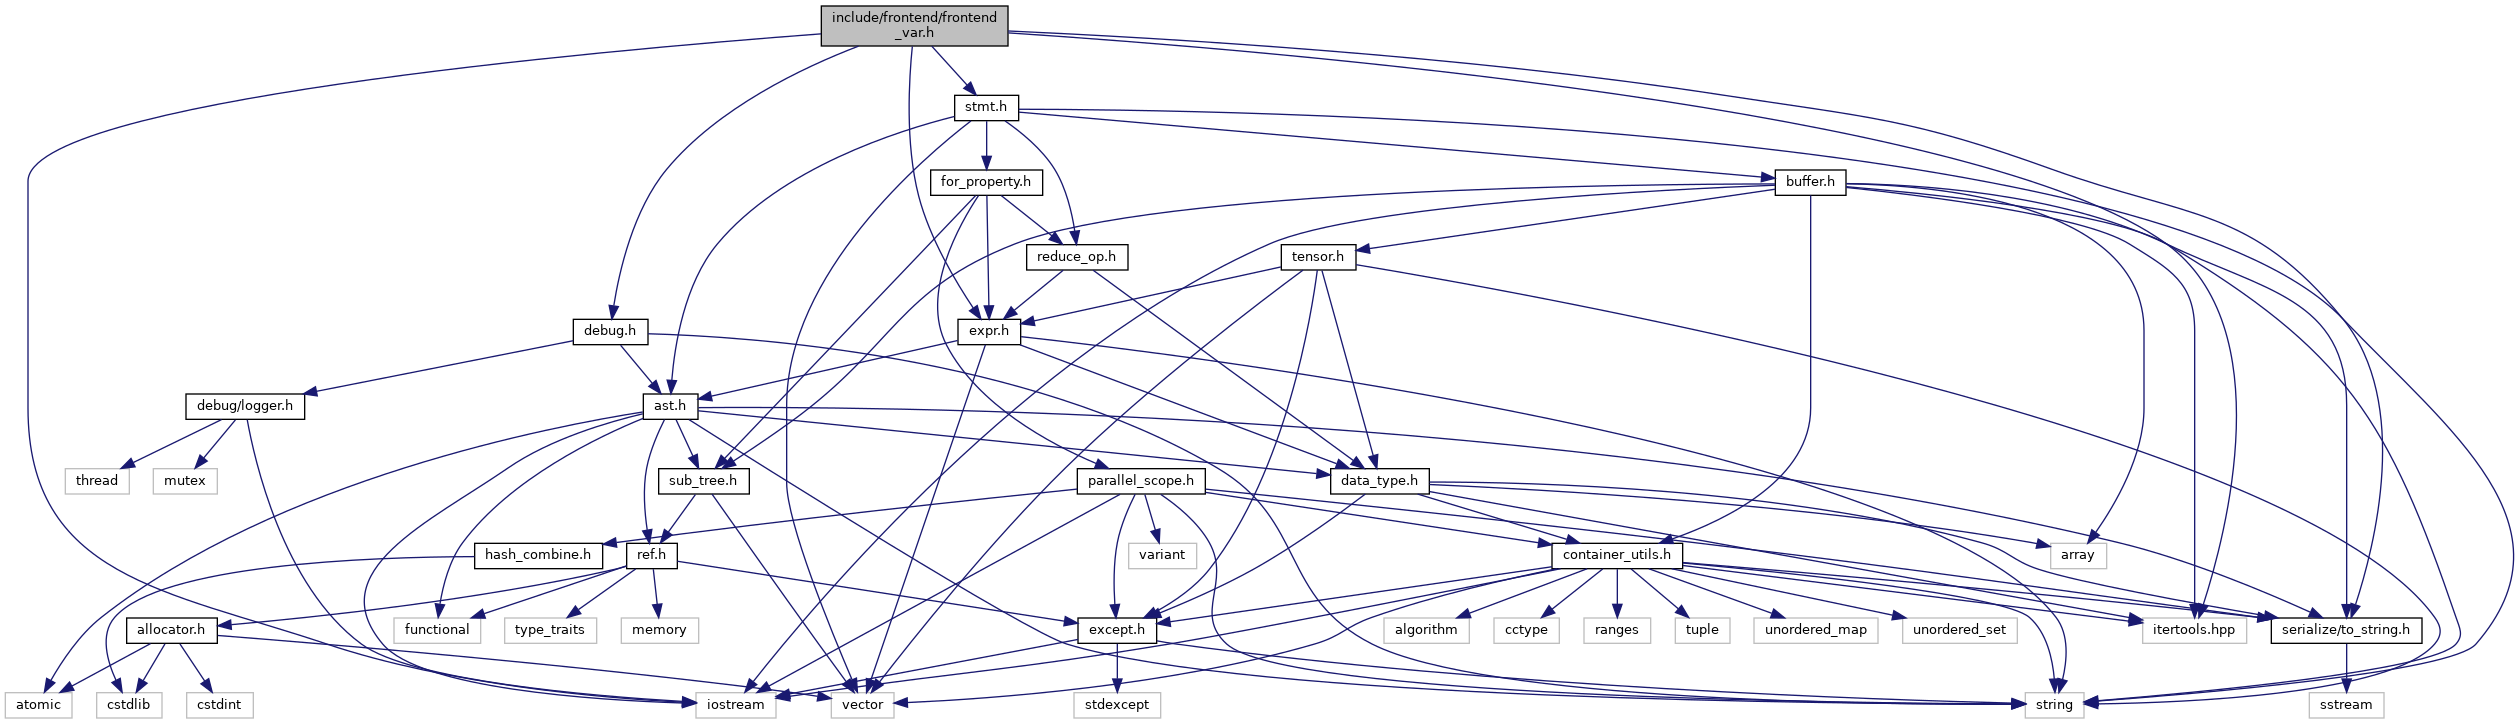 include/frontend/frontend
_var.h
stmt.h
for_property.h
buffer.h
reduce_op.h
tensor.h
debug.h
expr.h
debug/logger.h
ast.h
thread
mutex
sub_tree.h
parallel_scope.h
data_type.h
hash_combine.h
ref.h
variant
container_utils.h
array
allocator.h
functional
type_traits
memory
except.h
algorithm
cctype
ranges
tuple
unordered_map
unordered_set
itertools.hpp
serialize/to_string.h
atomic
cstdlib
cstdint
iostream
vector
stdexcept
string
sstream